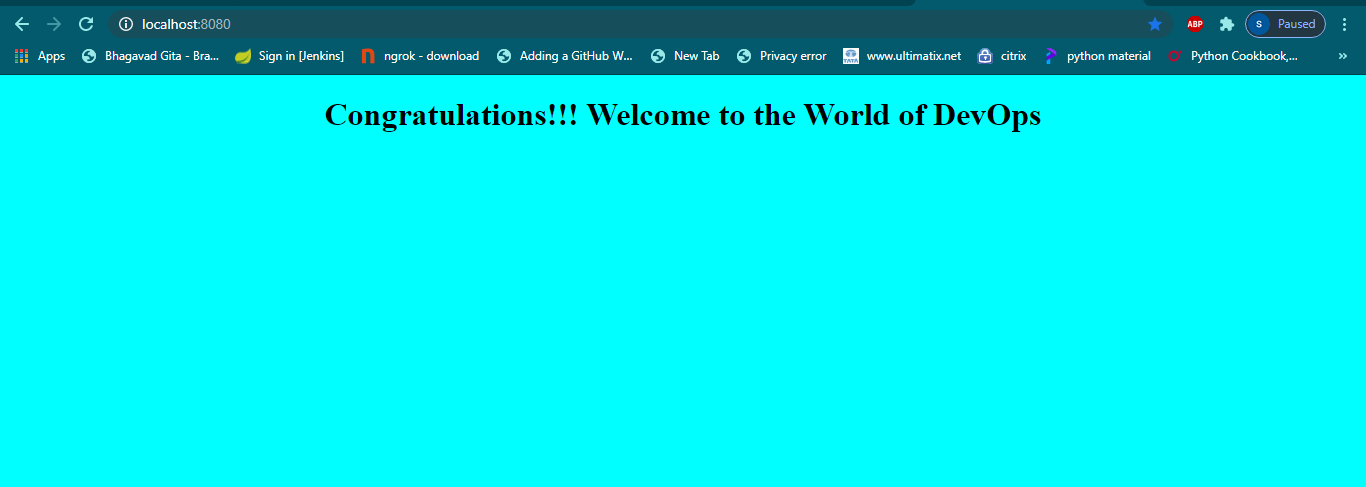 localhost:8080
ABP
S Paused
Apps Bhagavad Gita - Bra... Sign in [Jenkins] ngrok - download Adding a GitHub W... New Tab Privacy error TATA www.ultimatix.net citrix python material Python Cookbook,... »
Congratulations!!! Welcome to the World of DevOps